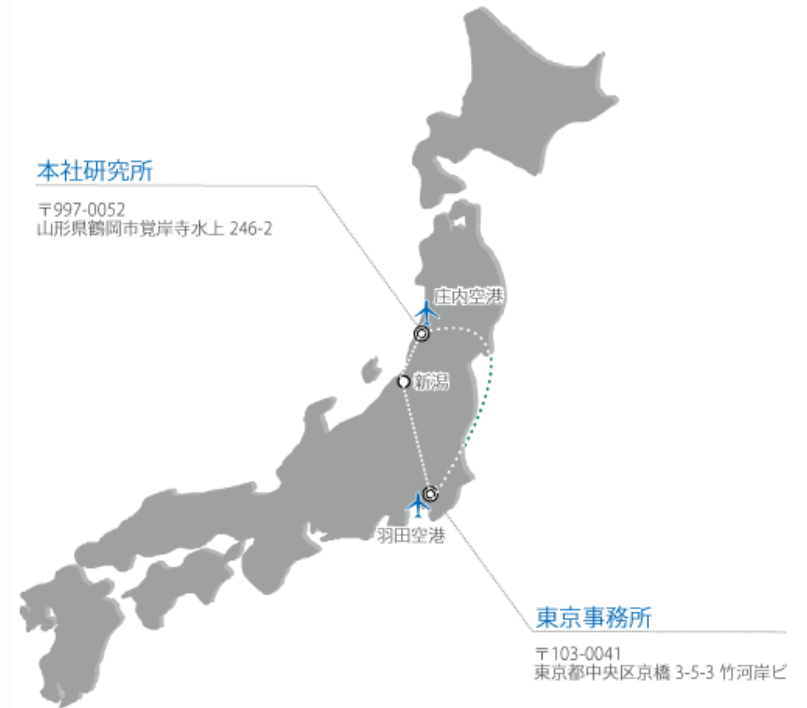 本社研究所
〒997-0052
山形県鶴岡市覚岸寺水上 246-2
庄内空港
新潟
羽田空港
東京事務所
〒103-0041
東京都中央区京橋 3-5-3 竹河岸ビ